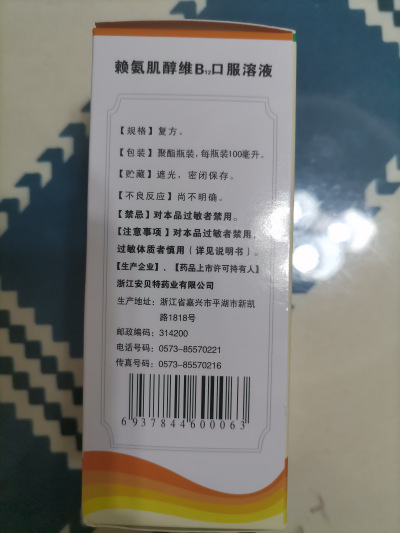 赖氨肌醇维B₁₂口服溶液
【规格】复方。
【包装】聚酯瓶装，每瓶装100毫升。
【贮藏】遮光，密闭保存。
【不良反应】尚不明确。
【禁忌】对本品过敏者禁用。
【注意事项】对本品过敏者禁用，
过敏体质者慎用（详见说明书）。
【生产企业】、【药品上市许可持有人】
浙江安贝特药业有限公司
生产地址：浙江省嘉兴市平湖市新凯
路1818号
邮政编码：314200
电话号码：0573-85570221
传真号码：0573-85570216
6937844600063